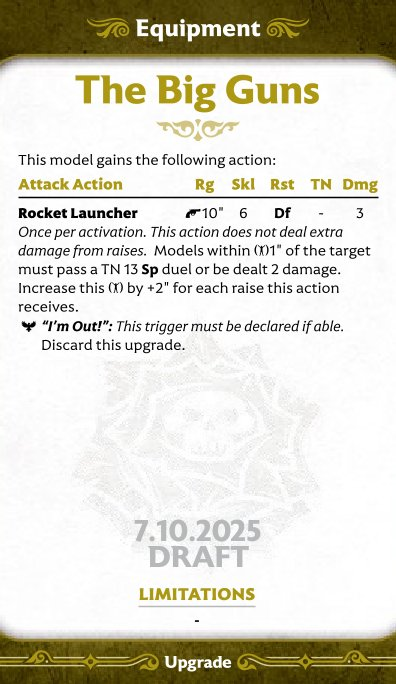 Equipment
The Big Guns
This model gains the following action:
Attack Action Rg Skl Rst TN Dmg
Rocket Launcher 10" 6 Df - 3
Once per activation. This action does not deal extra
damage from raises. Models within 1" of the target
must pass a TN 13 Sp duel or be dealt 2 damage.
Increase this by +2" for each raise this action
receives.
"I'm Out!": This trigger must be declared if able.
Discard this upgrade.
7.10.2025
DRAFT
LIMITATIONS
-
Upgrade